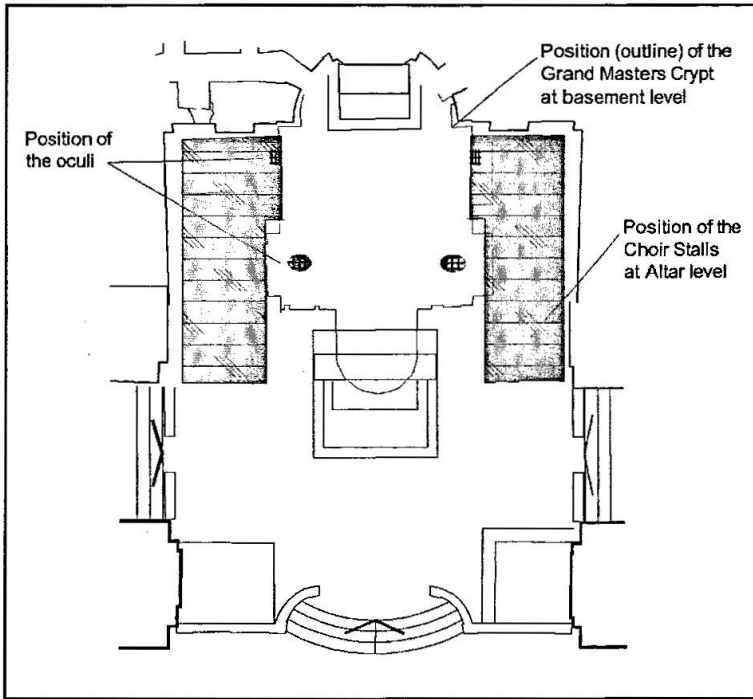 Position (outline) of the
Grand Masters Crypt
at basement level
Position of
the oculi
Position of the
Choir Stalls
at Altar level